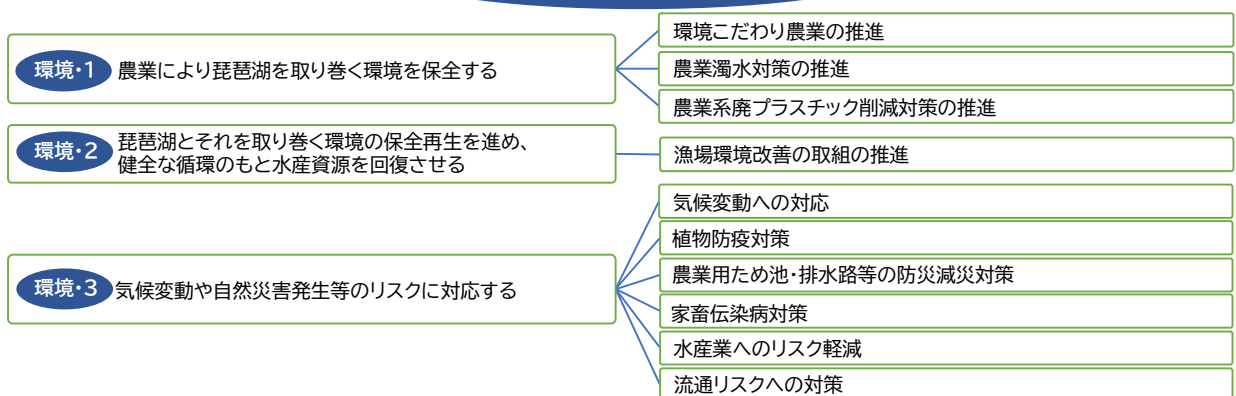 環境・1 農業により琵琶湖を取り巻く環境を保全する
環境こだわり農業の推進
農業濁水対策の推進
農業系廃プラスチック削減対策の推進
環境・2 琵琶湖とそれを取り巻く環境の保全再生を進め、
健全な循環のもと水産資源を回復させる
漁場環境改善の取組の推進
環境・3 気候変動や自然災害発生等のリスクに対応する
気候変動への対応
植物防疫対策
農業用ため池・排水路等の防災減災対策
家畜伝染病対策
水産業へのリスク軽減
流通リスクへの対策